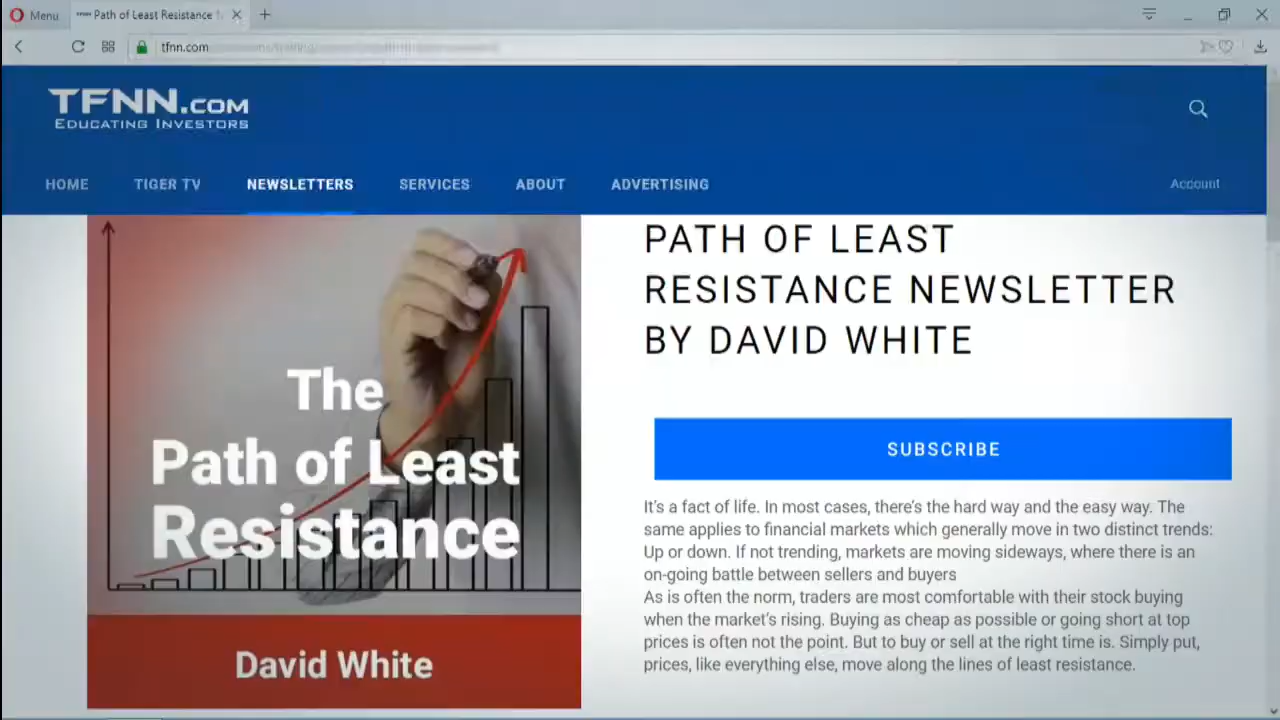 Menu
Path of Least Resistance
tfnn.com
TFNN.COM
EDUCATING INVESTORS
HOME
TIGER TV
NEWSLETTERS
SERVICES
ABOUT
ADVERTISING
Account
The
Path of Least
Resistance
David White
PATH OF LEAST
RESISTANCE NEWSLETTER
BY DAVID WHITE
SUBSCRIBE
It's a fact of life. In most cases, there's the hard way and the easy way. The
same applies to financial markets which generally move in two distinct trends:
Up or down. If not trending, markets are moving sideways, where there is an
on-going battle between sellers and buyers
As is often the norm, traders are most comfortable with their stock buying
when the market's rising. Buying as cheap as possible or going short at top
prices is often not the point. But to buy or sell at the right time is. Simply put,
prices, like everything else, move along the lines of least resistance.